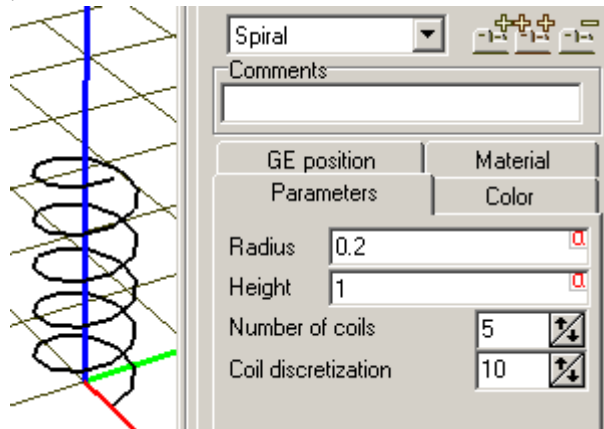 Spiral
Comments
GE position Material
Parameters Color
Radius 0.2
Height 1
Number of coils 5
Coil discretization 10